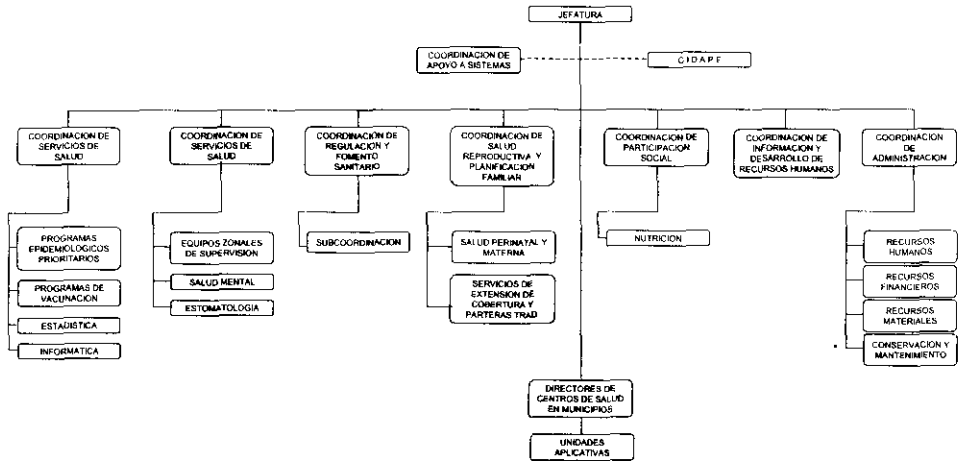 JEFATURA
COORDINACION DE
APOYO A SISTEMAS
CIDAPF
COORDINACION DE
SERVICIOS DE
SALUD
COORDINACION DE
SERVICIOS DE
SALUD
COORDINACION DE
REGULACION Y
FOMENTO
SANITARIO
COORDINACION DE
SALUD
REPRODUCTIVA Y
PLANIFICACION
FAMILIAR
COORDINACION DE
PARTICIPACION
SOCIAL
COORDINACION DE
INFORMACION Y
DESARROLLO DE
RECURSOS HUMANOS
COORDINACION
DE
ADMINISTRACION
PROGRAMAS
EPIDEMIOLOGICOS
PRIORITARIOS
PROGRAMAS DE
VACUNACION
ESTADISTICA
INFORMATICA
EQUIPOS ZONALES
DE SUPERVISION
SALUD MENTAL
ESTOMATOLOGIA
SUBCOORDINACION
SALUD PERINATAL Y
MATERNA
SERVICIOS DE
EXTENSION DE
COBERTURA Y
PARTERAS TRAD
NUTRICION
RECURSOS
HUMANOS
RECURSOS
FINANCIEROS
RECURSOS
MATERIALES
CONSERVACION Y
MANTENIMIENTO
DIRECTORES DE
CENTROS DE SALUD
EN MUNICIPIOS
UNIDADES
APLICATIVAS